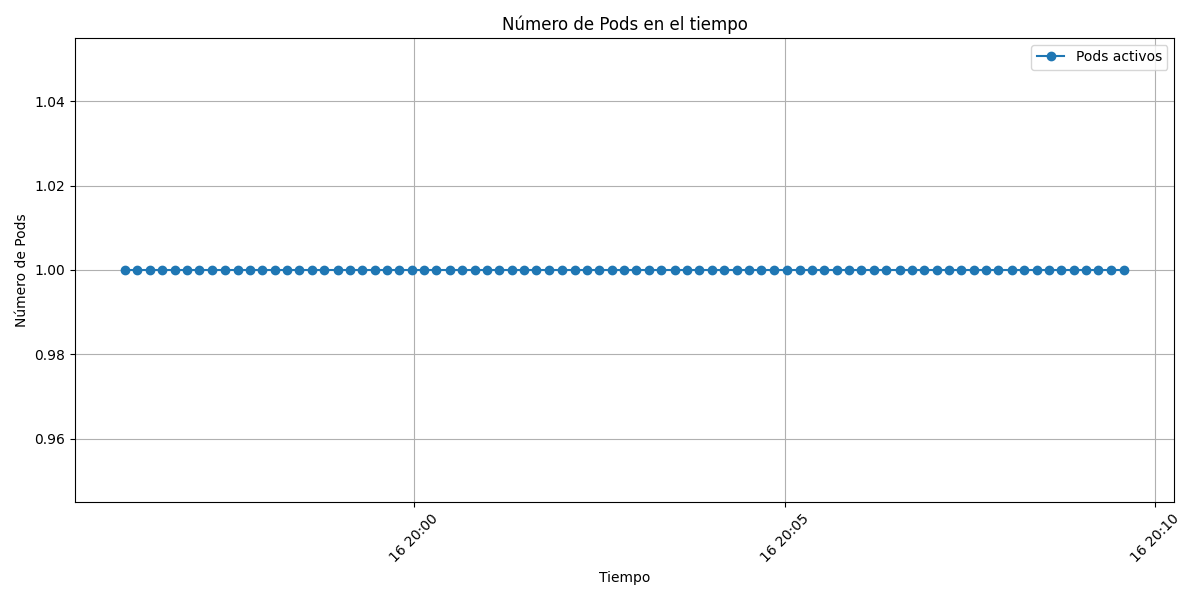 Número de Pods en el tiempo
Pods activos
1.04
1.02
1.00
0.98
0.96
Número de Pods
16 20:00
16 20:05
16 20:10
Tiempo